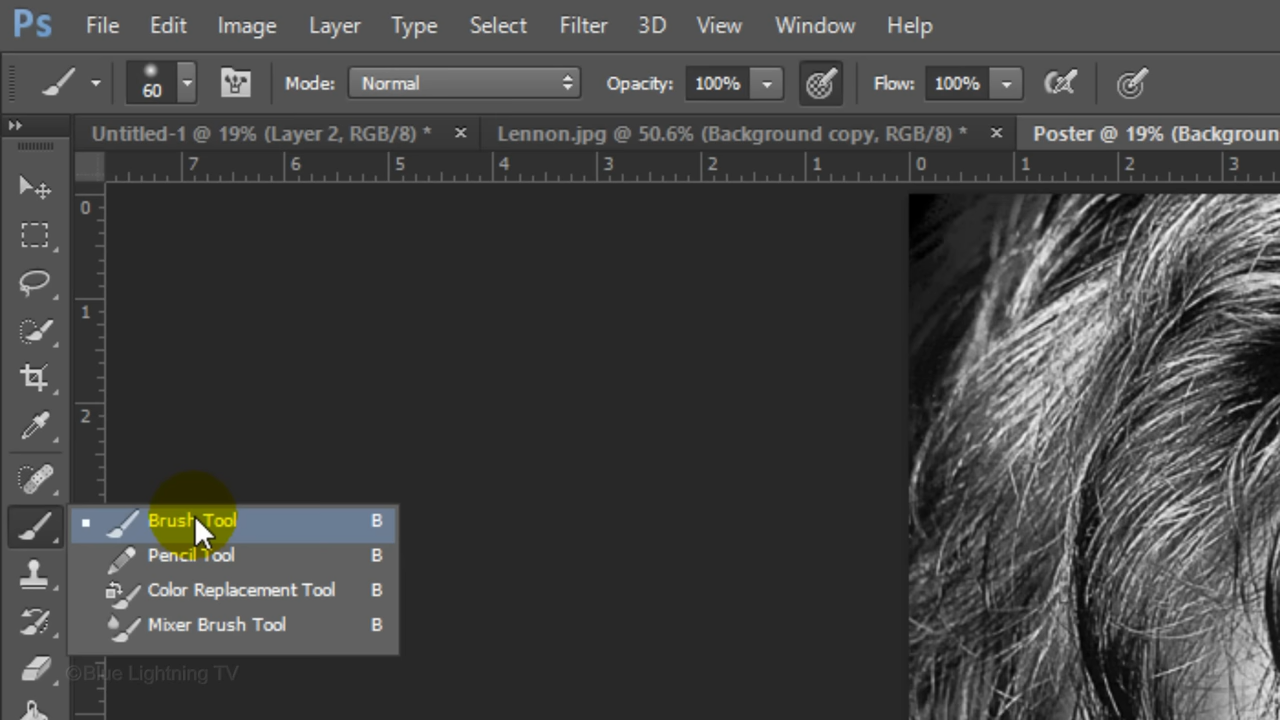 Ps File Edit Image Layer Type Select Filter 3D View Window Help
60 Mode: Normal Opacity: 100% Flow: 100%
Untitled-1 @ 19% (Layer 2, RGB/8) * × Lennon.jpg @ 50.6% (Background copy, RGB/8) * × Poster @ 19% (Backgroun
7 6 5 4 3 2 1 0 1 2 3
0
1
2
Brush Tool B
Pencil Tool B
Color Replacement Tool B
Mixer Brush Tool B
©Blue Lightning TV